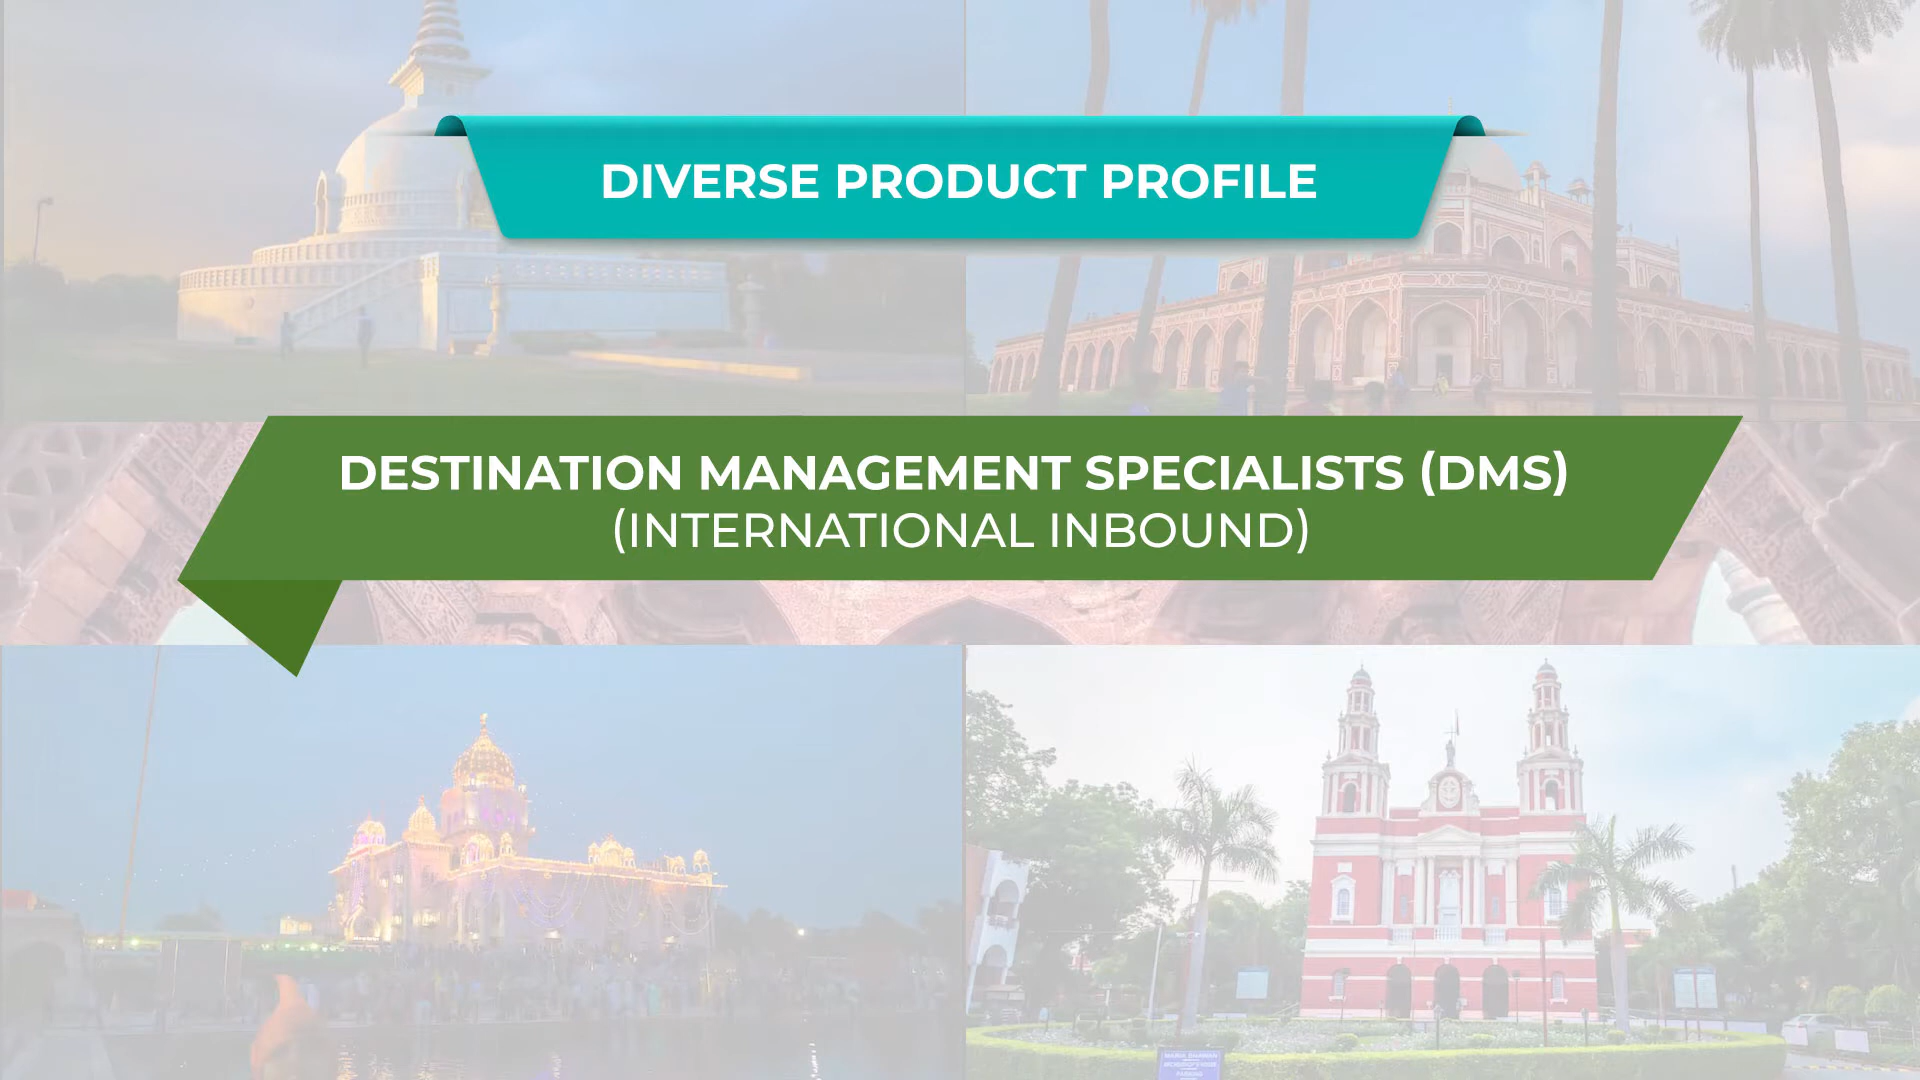 DIVERSE PRODUCT PROFILE
DESTINATION MANAGEMENT SPECIALISTS (DMS)
(INTERNATIONAL INBOUND)